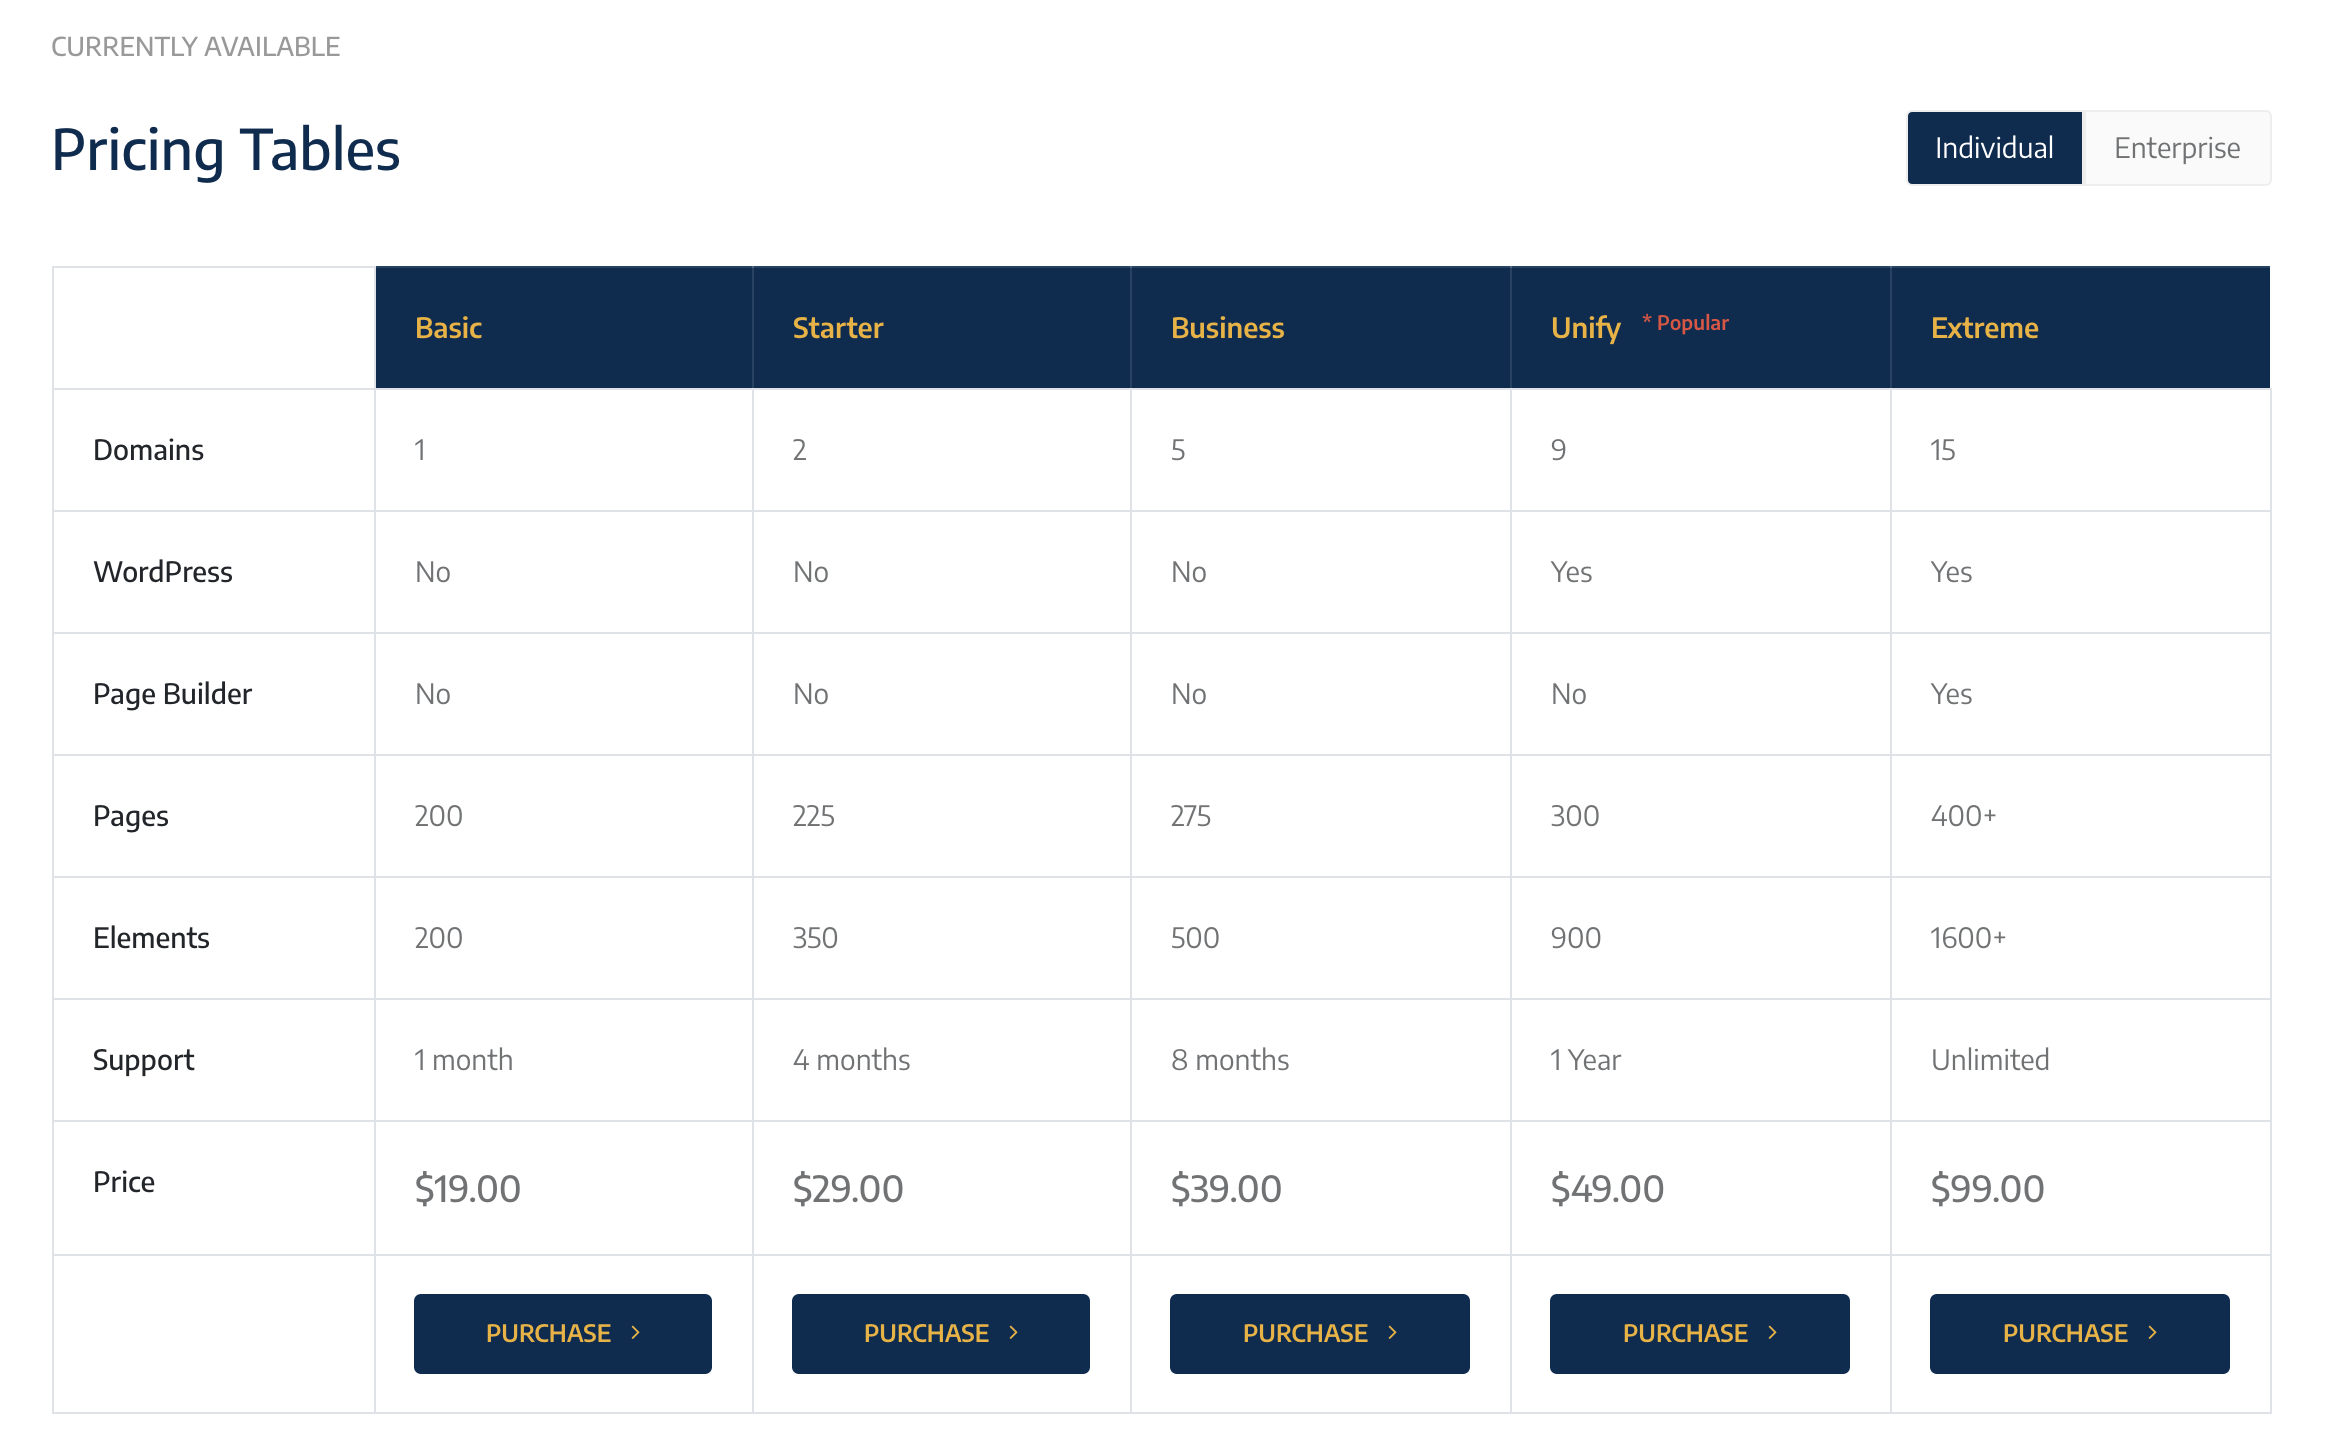 CURRENTLY AVAILABLE
Pricing Tables
Individual Enterprise
Basic Starter Business Unify * Popular Extreme
Domains 1 2 5 9 15
WordPress No No No Yes Yes
Page Builder No No No No Yes
Pages 200 225 275 300 400+
Elements 200 350 500 900 1600+
Support 1 month 4 months 8 months 1 Year Unlimited
Price $19.00 $29.00 $39.00 $49.00 $99.00
PURCHASE PURCHASE PURCHASE PURCHASE PURCHASE